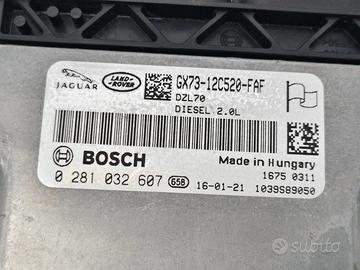 JAGUAR
LAND- ROVER
GX73-12C520-FAF
DZL70
DIESEL 2.0L
BOSCH
Made in Hungary
1675 0311
0 281 032 607 65B 16-01-21 1039S89050
subito